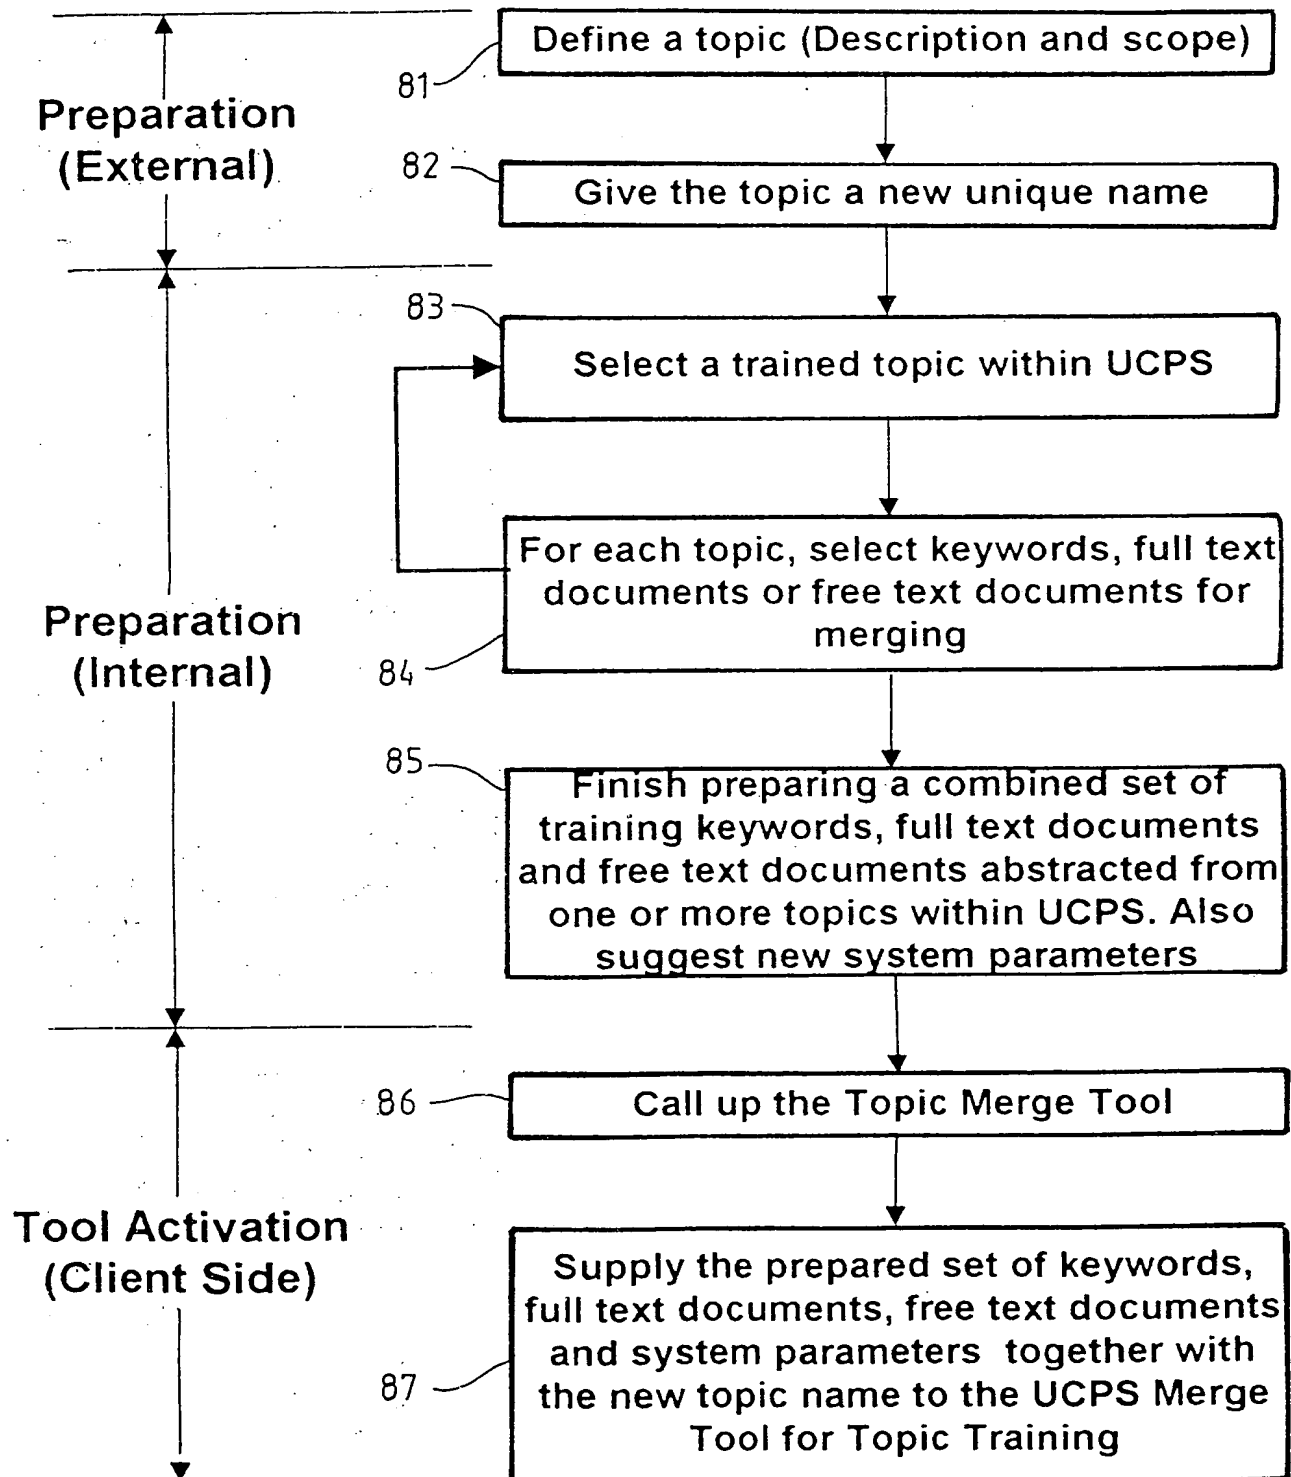 Define a topic (Description and scope)
81
Preparation
(External)
82
Give the topic a new unique name
83
Select a trained topic within UCPS
For each topic, select keywords, full text
documents or free text documents for
merging
84
Preparation
(Internal)
85
Finish preparing a combined set of
training keywords, full text documents
and free text documents abstracted from
one or more topics within UCPS. Also
suggest new system parameters
86
Call up the Topic Merge Tool
Tool Activation
(Client Side)
Supply the prepared set of keywords,
full text documents, free text documents
and system parameters together with
the new topic name to the UCPS Merge
Tool for Topic Training
87